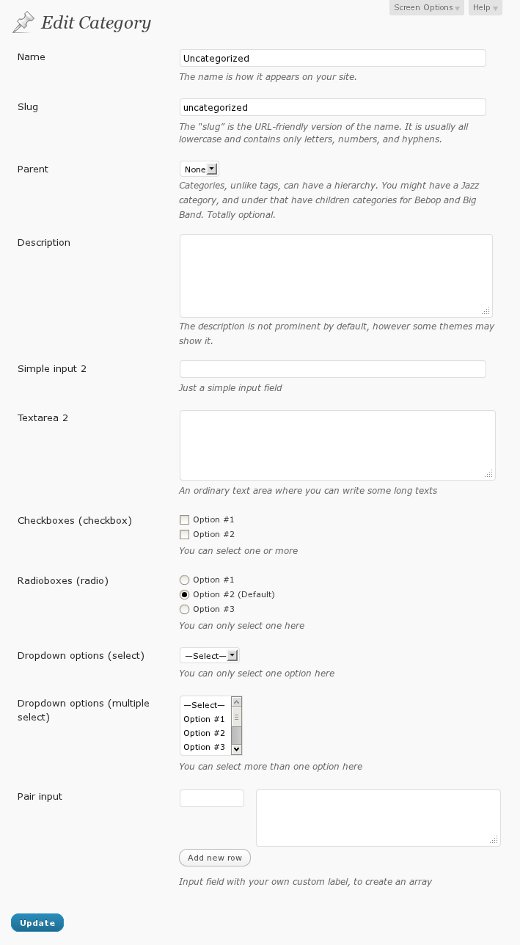 Screen Options Help
Edit Category
Name
Uncategorized
The name is how it appears on your site.
Slug
uncategorized
The “slug” is the URL-friendly version of the name. It is usually all
lowercase and contains only letters, numbers, and hyphens.
Parent
None
Categories, unlike tags, can have a hierarchy. You might have a Jazz
category, and under that have children categories for Bebop and Big
Band. Totally optional.
Description
The description is not prominent by default, however some themes may
show it.
Simple input 2
Just a simple input field
Textarea 2
An ordinary text area where you can write some long texts
Checkboxes (checkbox)
Option #1
Option #2
You can select one or more
Radioboxes (radio)
Option #1
Option #2 (Default)
Option #3
You can only select one here
Dropdown options (select)
—Select—
You can only select one option here
Dropdown options (multiple
select)
—Select—
Option #1
Option #2
Option #3
You can select more than one option here
Pair input
Add new row
Input field with your own custom label, to create an array
Update